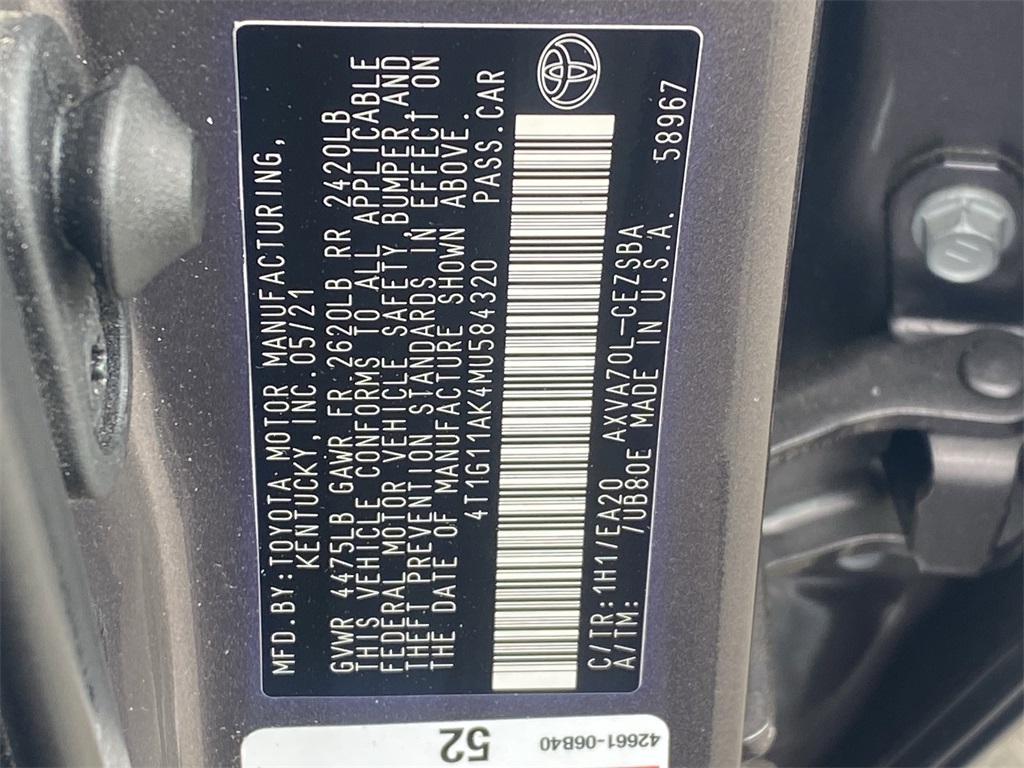 MFD.BY:TOYOTA MOTOR MANUFACTURING,
KENTUCKY, INC.05/21
GVWR 4475LB GAWR FR 2620LB RR 2420LB
THIS VEHICLE CONFORMS TO ALL APPLICABLE
FEDERAL MOTOR VEHICLE SAFETY, BUMPER, AND
THEFT PREVENTION STANDARDS IN EFFECT ON
THE DATE OF MANUFACTURE SHOWN ABOVE.
4T1G11AK4MU584320 PASS.CAR
C/TR:1H1/EA20 AXVA70L-CEZSBA
A/TM: /UB80E MADE IN U.S.A. 58967
52
42661-06B40